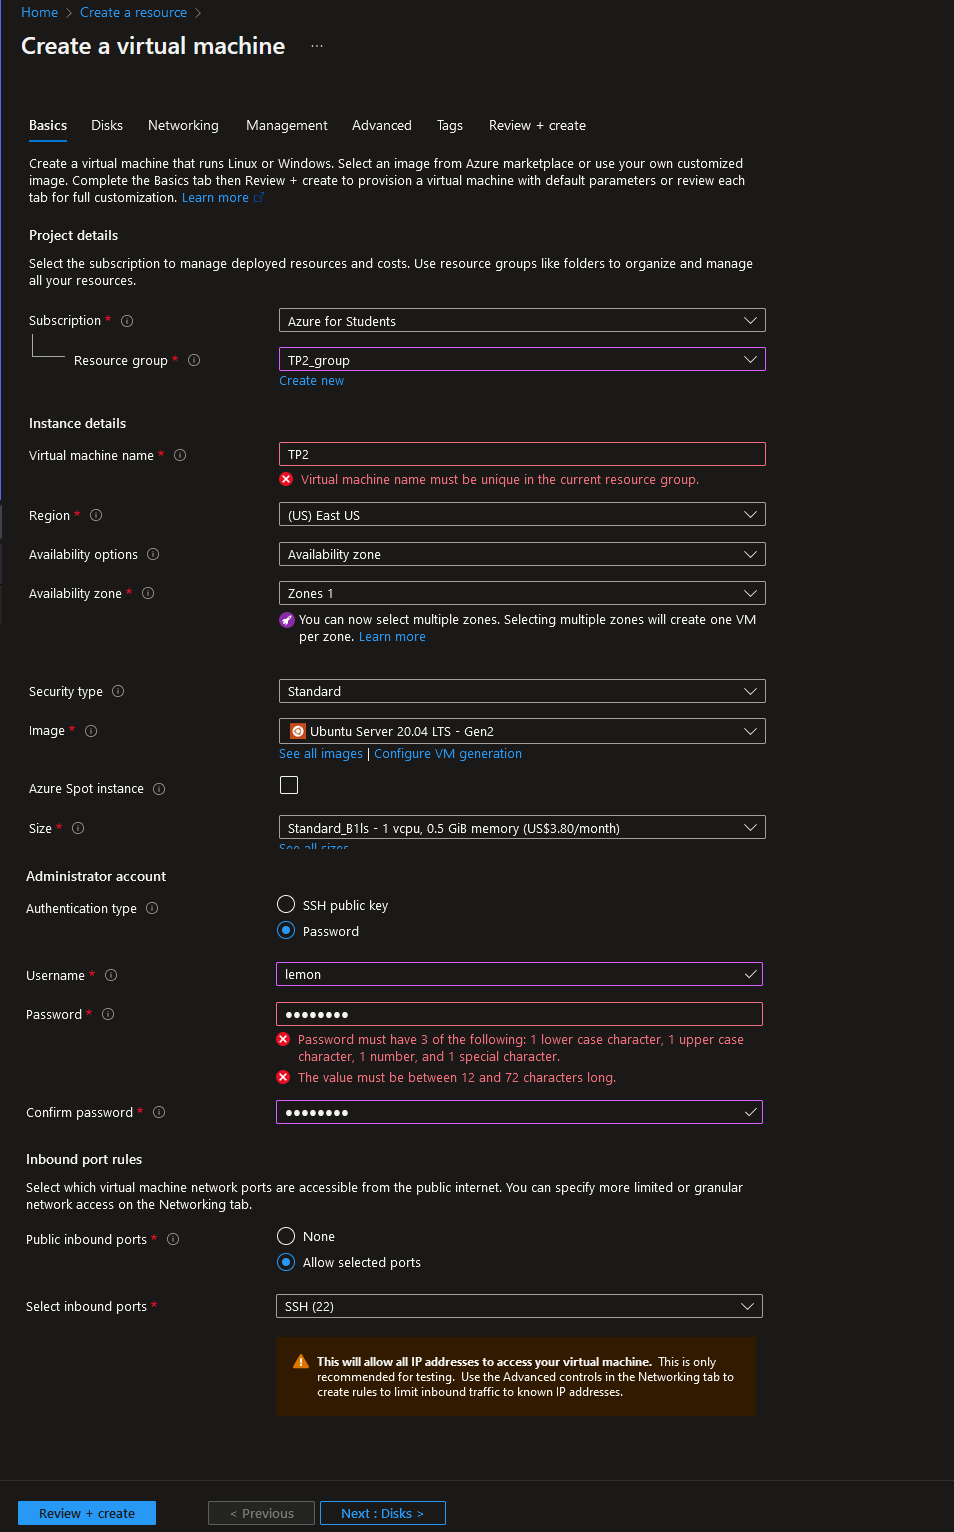 Home > Create a resource >
Create a virtual machine ...
Basics Disks Networking Management Advanced Tags Review + create
Create a virtual machine that runs Linux or Windows. Select an image from Azure marketplace or use your own customized
image. Complete the Basics tab then Review + create to provision a virtual machine with default parameters or review each
tab for full customization. Learn more
Project details
Select the subscription to manage deployed resources and costs. Use resource groups like folders to organize and manage
all your resources.
Subscription * Azure for Students
Resource group * TP2_group
Create new
Instance details
Virtual machine name * TP2
Virtual machine name must be unique in the current resource group.
Region * (US) East US
Availability options Availability zone
Availability zone * Zones 1
You can now select multiple zones. Selecting multiple zones will create one VM
per zone. Learn more
Security type Standard
Image * Ubuntu Server 20.04 LTS - Gen2
See all images | Configure VM generation
Azure Spot instance
Size * Standard_B1ls - 1 vcpu, 0.5 GiB memory (US$3.80/month)
See all sizes
Administrator account
Authentication type SSH public key
Password
Username * lemon
Password * ●●●●●●●●
Password must have 3 of the following: 1 lower case character, 1 upper case
character, 1 number, and 1 special character.
The value must be between 12 and 72 characters long.
Confirm password * ●●●●●●●●
Inbound port rules
Select which virtual machine network ports are accessible from the public internet. You can specify more limited or granular
network access on the Networking tab.
Public inbound ports * None
Allow selected ports
Select inbound ports * SSH (22)
This will allow all IP addresses to access your virtual machine. This is only
recommended for testing. Use the Advanced controls in the Networking tab to
create rules to limit inbound traffic to known IP addresses.
Review + create < Previous Next : Disks >